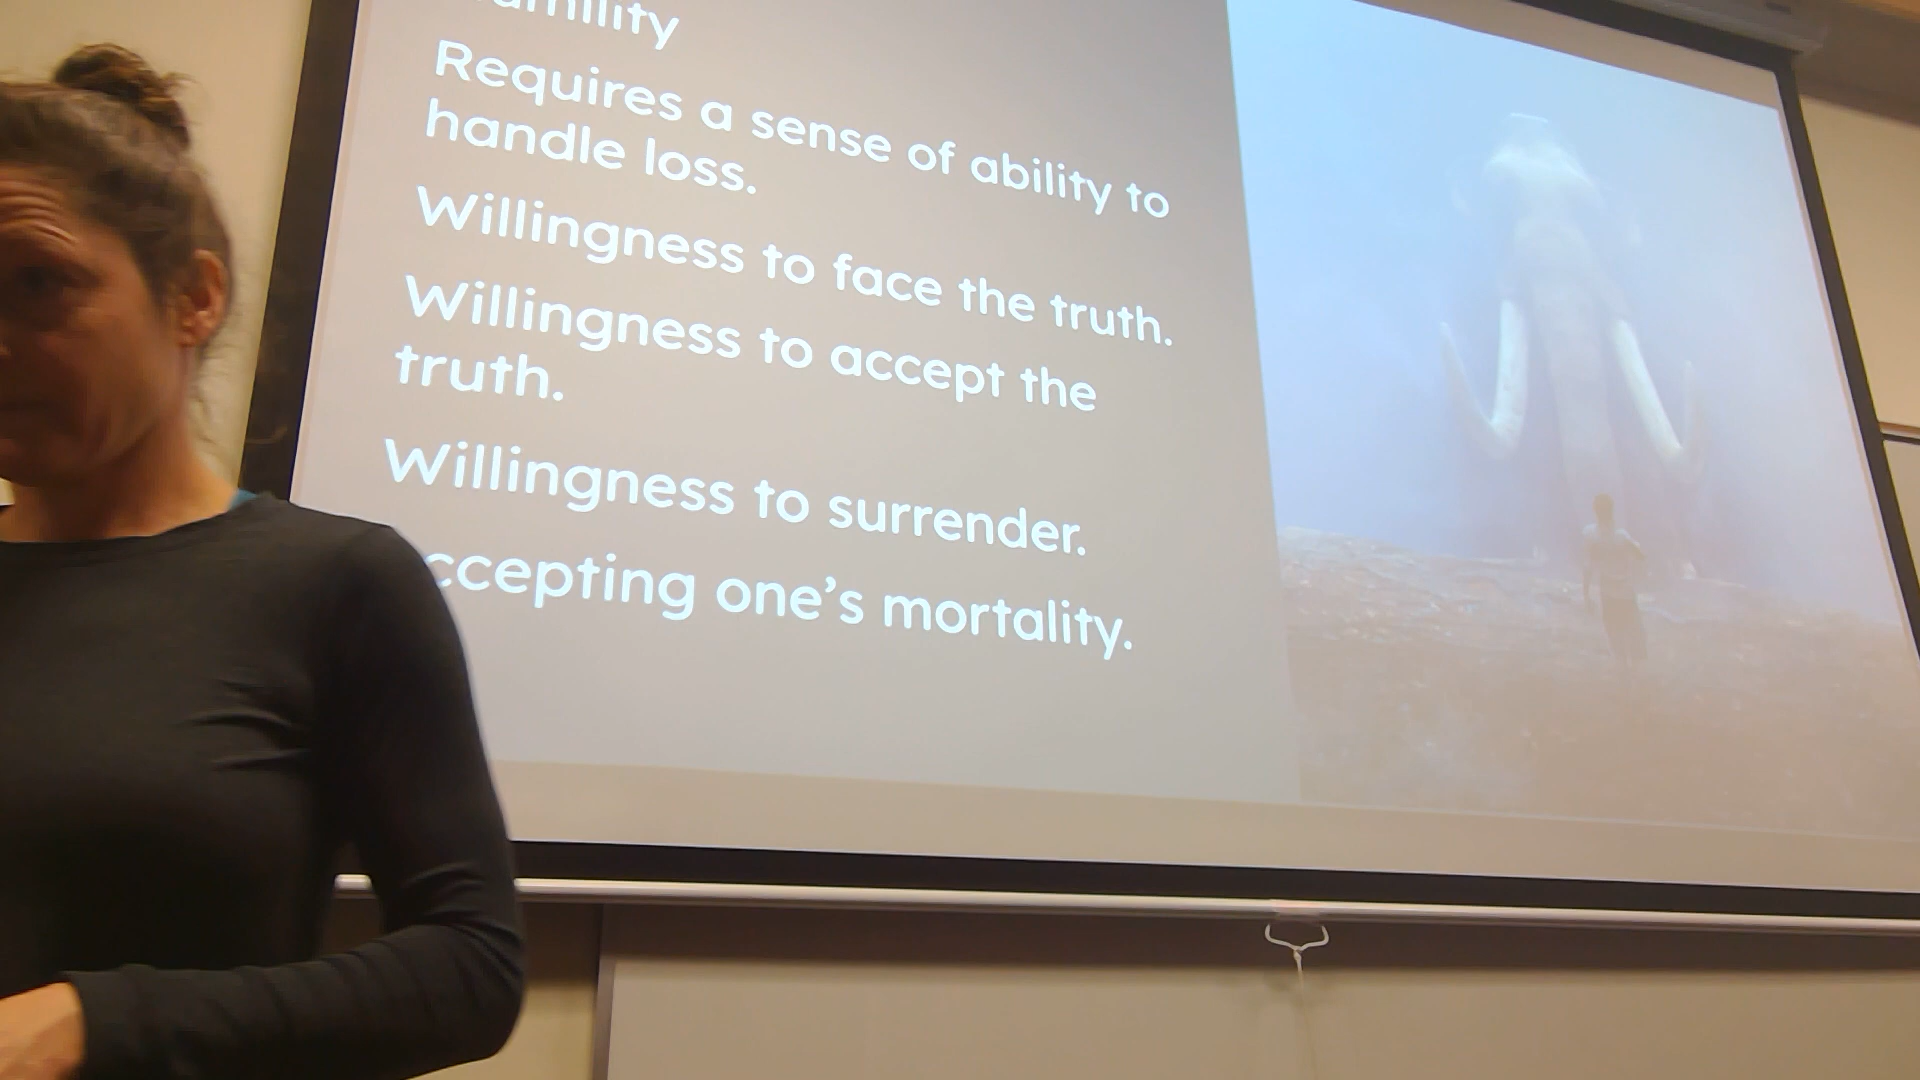 Requires a sense of ability to
handle loss.
Willingness to face the truth.
Willingness to accept the
truth.
Willingness to surrender.
one's mortality.